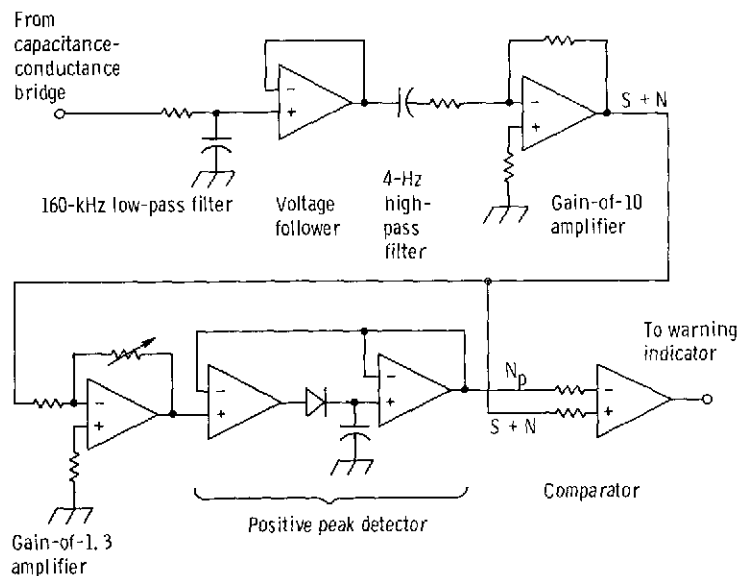 From
capacitance-
conductance
bridge
160-kHz low-pass filter
Voltage
follower
4-Hz
high-
pass
filter
S + N
Gain-of-10
amplifier
-
+
-
+
-
+
-
+
-
+
Gain-of-1.3
amplifier
Positive peak detector
Np
S + N
-
+
Comparator
To warning
indicator